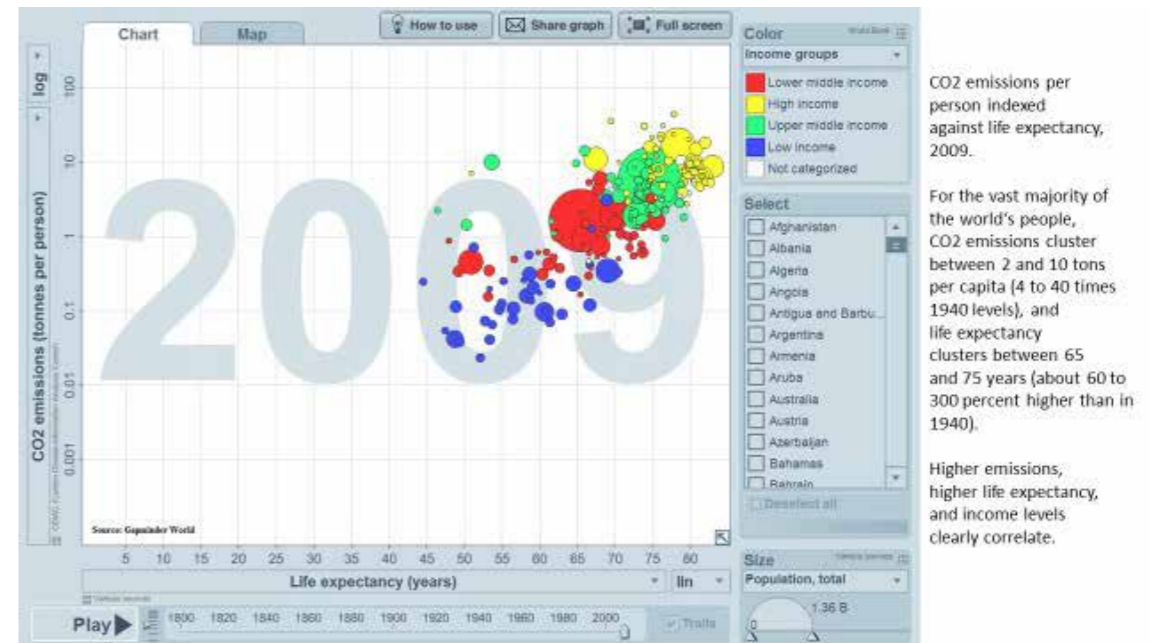 Chart
Map
How to use
Share graph
Full screen
Color
Income groups
Lower middle income
High income
Upper middle income
Low income
Not categorized
Select
Afghanistan
Albania
Algeria
Angola
Antigua and Barbu...
Argentina
Armenia
Aruba
Australia
Austria
Azerbaijan
Bahamas
Bahrain
Deselect all
Size
Population, total
1.36 B
0
log
CO2 emissions (tonnes per person)
100
10
1
0.1
0.01
0.001
2009
Source: Gapminder World
5 10 15 20 25 30 35 40 45 50 55 60 65 70 75 80
Life expectancy (years)
lin
Play
1800 1820 1840 1860 1880 1900 1920 1940 1960 1980 2000
Trails
CO2 emissions per
person indexed
against life expectancy,
2009.
For the vast majority of
the world's people,
CO2 emissions cluster
between 2 and 10 tons
per capita (4 to 40 times
1940 levels), and
life expectancy
clusters between 65
and 75 years (about 60 to
300 percent higher than in
1940).
Higher emissions,
higher life expectancy,
and income levels
clearly correlate.